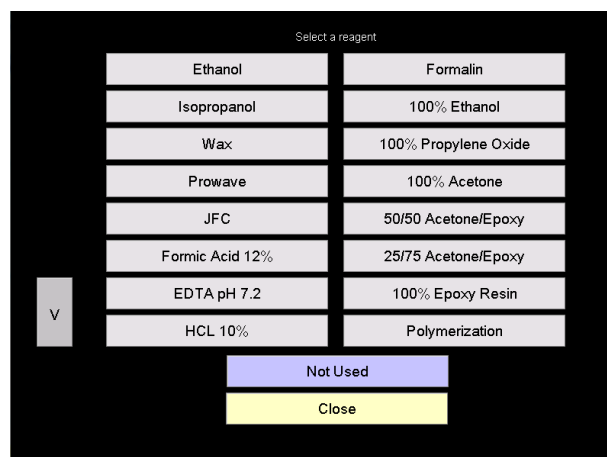 Select a reagent
Ethanol
Formalin
Isopropanol
100% Ethanol
Wax
100% Propylene Oxide
Prowave
100% Acetone
JFC
50/50 Acetone/Epoxy
Formic Acid 12%
25/75 Acetone/Epoxy
EDTA pH 7.2
100% Epoxy Resin
V
HCL 10%
Polymerization
Not Used
Close